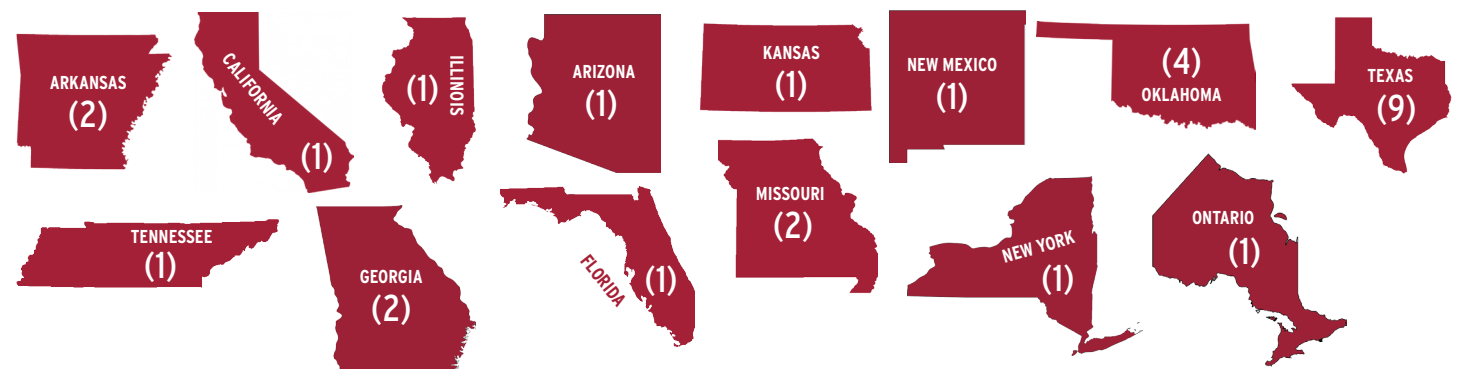 ARKANSAS
(2)
CALIFORNIA
(1)
ILLINOIS
(1)
ARIZONA
(1)
KANSAS
(1)
NEW MEXICO
(1)
(4)
OKLAHOMA
TEXAS
(9)
TENNESSEE
(1)
GEORGIA
(2)
FLORIDA
(1)
MISSOURI
(2)
NEW YORK
(1)
ONTARIO
(1)